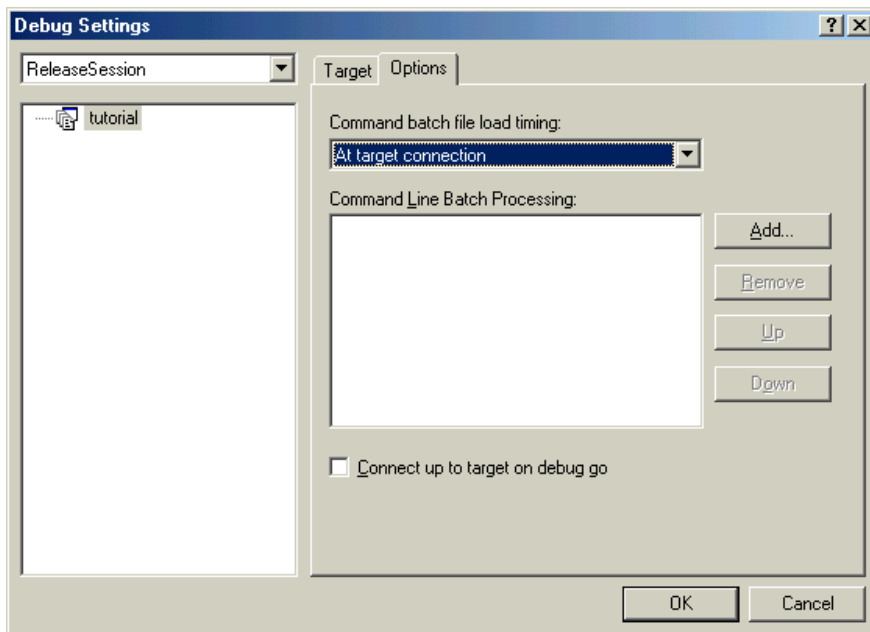 Debug Settings
ReleaseSession
Target
Options
tutorial
Command batch file load timing:
At target connection
Command Line Batch Processing:
Add...
Remove
Up
Down
Connect up to target on debug go
OK
Cancel